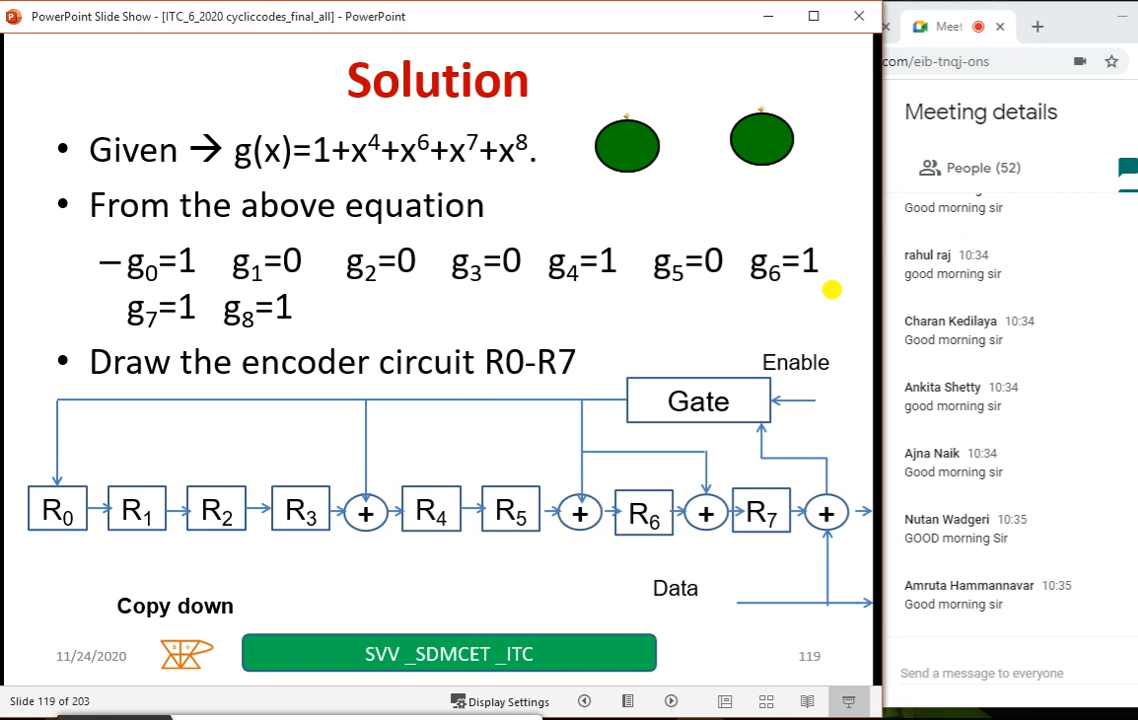 PowerPoint Slide Show - [ITC_6_2020 cycliccodes_final_all] - PowerPoint
Solution
• Given → g(x)=1+x⁴+x⁶+x⁷+x⁸.
• From the above equation
– g₀=1 g₁=0 g₂=0 g₃=0 g₄=1 g₅=0 g₆=1
g₇=1 g₈=1
• Draw the encoder circuit R0-R7
Enable
Gate
R₀ R₁ R₂ R₃ + R₄ R₅ + R₆ + R₇ +
Data
Copy down
11/24/2020
SVV _SDMCET _ITC
119
Slide 119 of 203
Display Settings
Meet
com/eib-tnqj-ons
Meeting details
People (52)
Good morning sir
rahul raj 10:34
good morning sir
Charan Kedilaya 10:34
Good morning sir
Ankita Shetty 10:34
good morning sir
Ajna Naik 10:34
Good morning sir
Nutan Wadgeri 10:35
GOOD morning Sir
Amruta Hammannavar 10:35
Good morning sir
Send a message to everyone